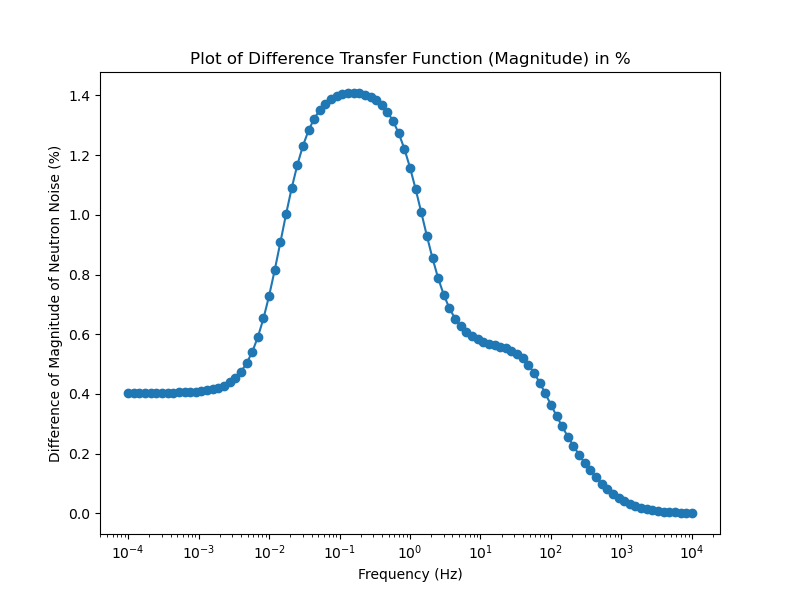 Plot of Difference Transfer Function (Magnitude) in %
Difference of Magnitude of Neutron Noise (%)
1.4
1.2
1.0
0.8
0.6
0.4
0.2
0.0
10⁻⁴ 10⁻³ 10⁻² 10⁻¹ 10⁰ 10¹ 10² 10³ 10⁴
Frequency (Hz)